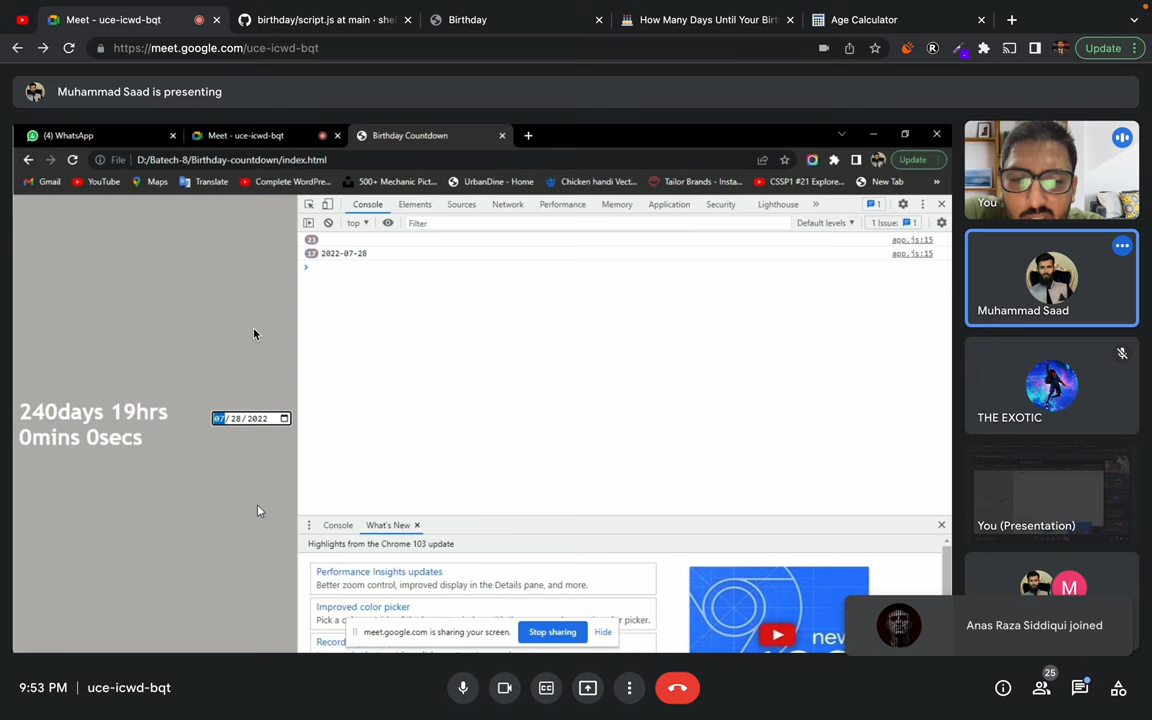 Meet - uce-icwd-bqt
birthday/script.js at main · she
Birthday
How Many Days Until Your Birt
Age Calculator
https://meet.google.com/uce-icwd-bqt
Update
Muhammad Saad is presenting
(4) WhatsApp
Meet - uce-icwd-bqt
Birthday Countdown
File
D:/Batech-8/Birthday-countdown/index.html
Update
Gmail
YouTube
Maps
Translate
Complete WordPre...
500+ Mechanic Pict...
UrbanDine - Home
Chicken handi Vect...
Tailor Brands - Insta...
CSSP1 #21 Explore...
New Tab
»
Console
Elements
Sources
Network
Performance
Memory
Application
Security
Lighthouse
»
1
top
Filter
Default levels
1 Issue: 1
23
app.js:15
17 2022-07-28
app.js:15
240days 19hrs
0mins 0secs
07/28/2022
Console
What's New
Highlights from the Chrome 103 update
Performance Insights updates
Better zoom control, improved display in the Details pane, and more.
Improved color picker
meet.google.com is sharing your screen.
Stop sharing
Hide
new
You
Muhammad Saad
THE EXOTIC
You (Presentation)
M
Anas Raza Siddiqui joined
9:53 PM
uce-icwd-bqt
25